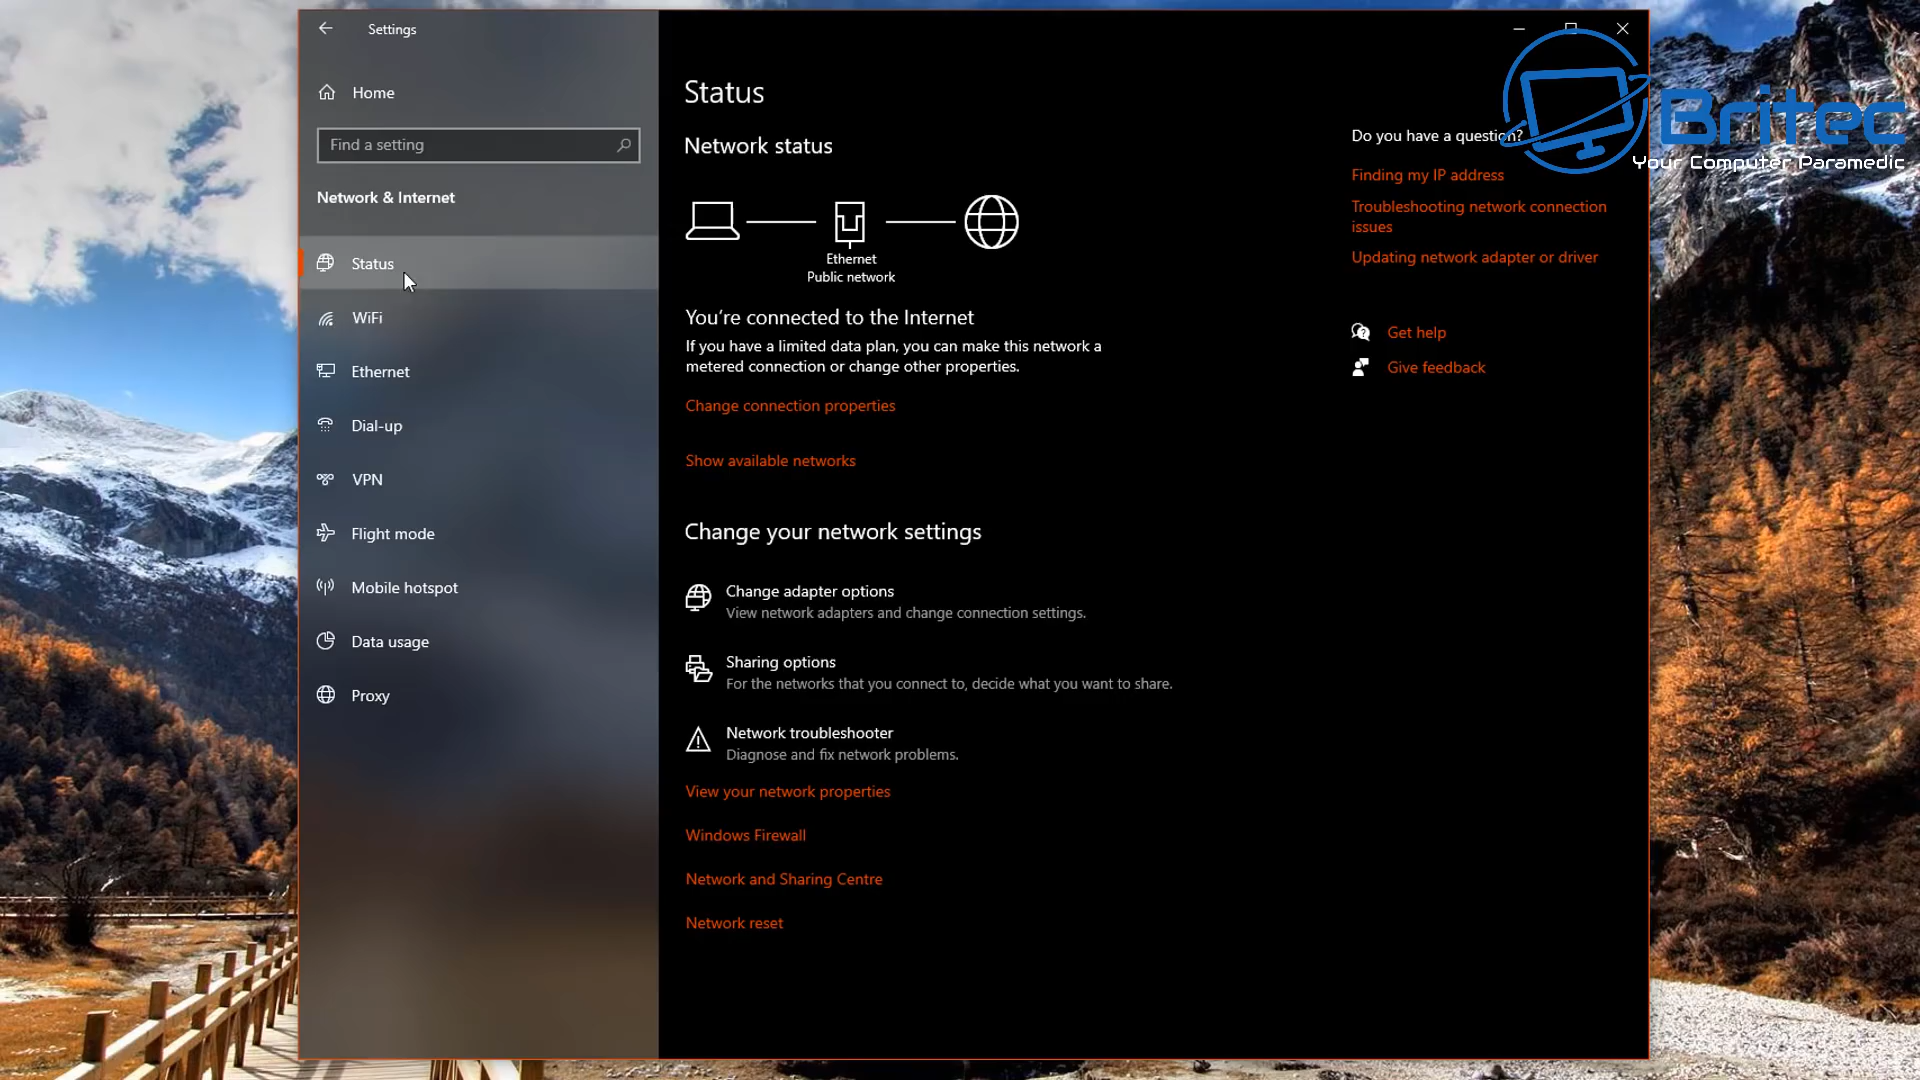 Settings
Home
Find a setting
Network & Internet
Status
WiFi
Ethernet
Dial-up
VPN
Flight mode
Mobile hotspot
Data usage
Proxy
Status
Network status
Ethernet
Public network
You're connected to the Internet
If you have a limited data plan, you can make this network a
metered connection or change other properties.
Change connection properties
Show available networks
Change your network settings
Change adapter options
View network adapters and change connection settings.
Sharing options
For the networks that you connect to, decide what you want to share.
Network troubleshooter
Diagnose and fix network problems.
View your network properties
Windows Firewall
Network and Sharing Centre
Network reset
Do you have a question?
Finding my IP address
Troubleshooting network connection
issues
Updating network adapter or driver
Get help
Give feedback
Britec
Your Computer Paramedic